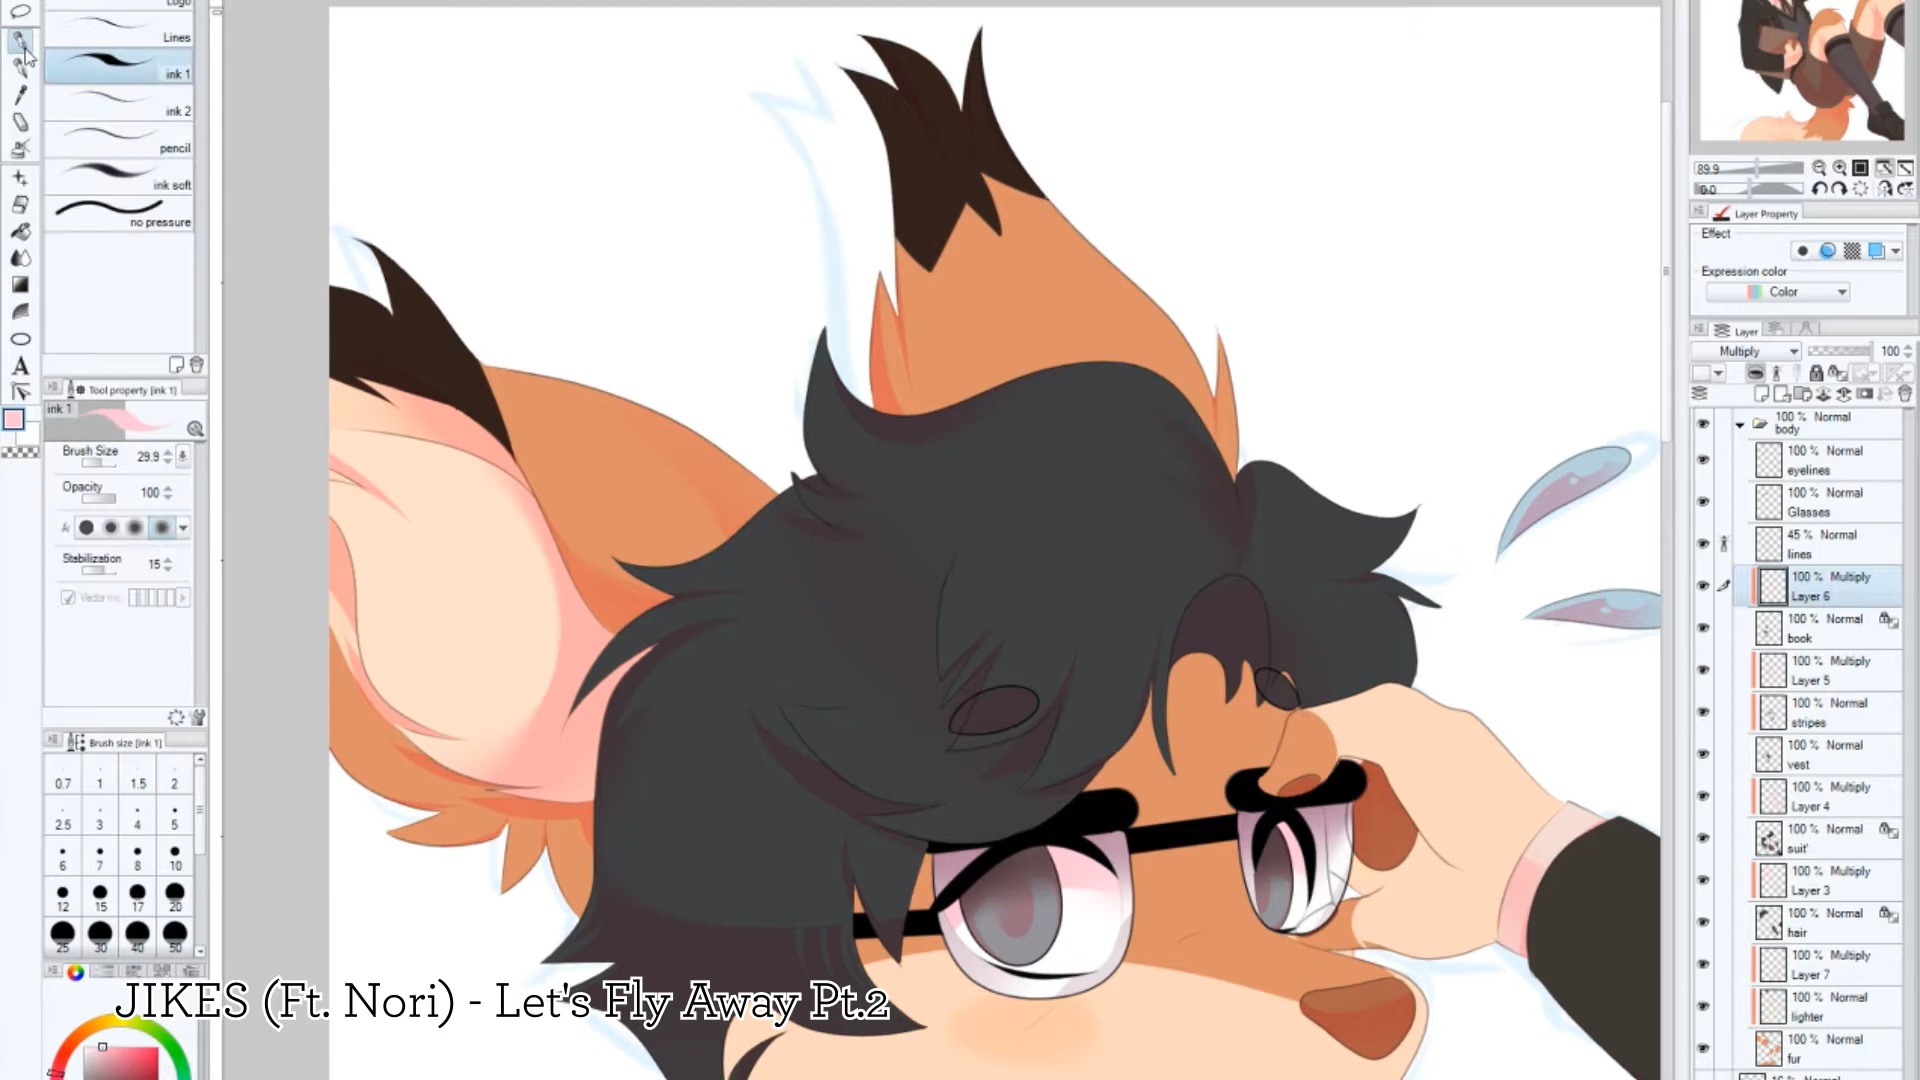 Logo
Lines
ink 1
ink 2
pencil
ink soft
no pressure
Tool property [ink 1]
ink 1
Brush Size 29.9
Opacity 100
Stabilization 15
Brush size [ink 1]
0.7 1 1.5 2
2.5 3 4 5
6 7 8 10
12 15 17 20
25 30 40 50
JIKES (Ft. Nori) - Let's Fly Away Pt.2
89.9
0.0
Layer Property
Effect
Expression color
Color
Layer
Multiply 100
100 % Normal
body
100 % Normal
eyelines
100 % Normal
Glasses
45 % Normal
lines
100 % Multiply
Layer 6
100 % Normal
book
100 % Multiply
Layer 5
100 % Normal
stripes
100 % Normal
vest
100 % Multiply
Layer 4
100 % Normal
suit'
100 % Multiply
Layer 3
100 % Normal
hair
100 % Multiply
Layer 7
100 % Normal
lighter
100 % Normal
fur